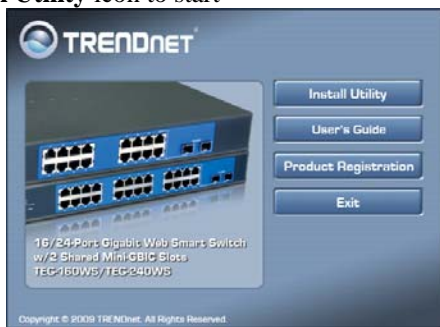 Utility icon to start
TRENDNET
Install Utility
User's Guide
Product Registration
Exit
16/24-Port Gigabit Web Smart Switch
w/2 Shared Mini-GBIC Slots
TEG-160WS/TEG-240WS
Copyright © 2009 TRENDnet. All Rights Reserved.